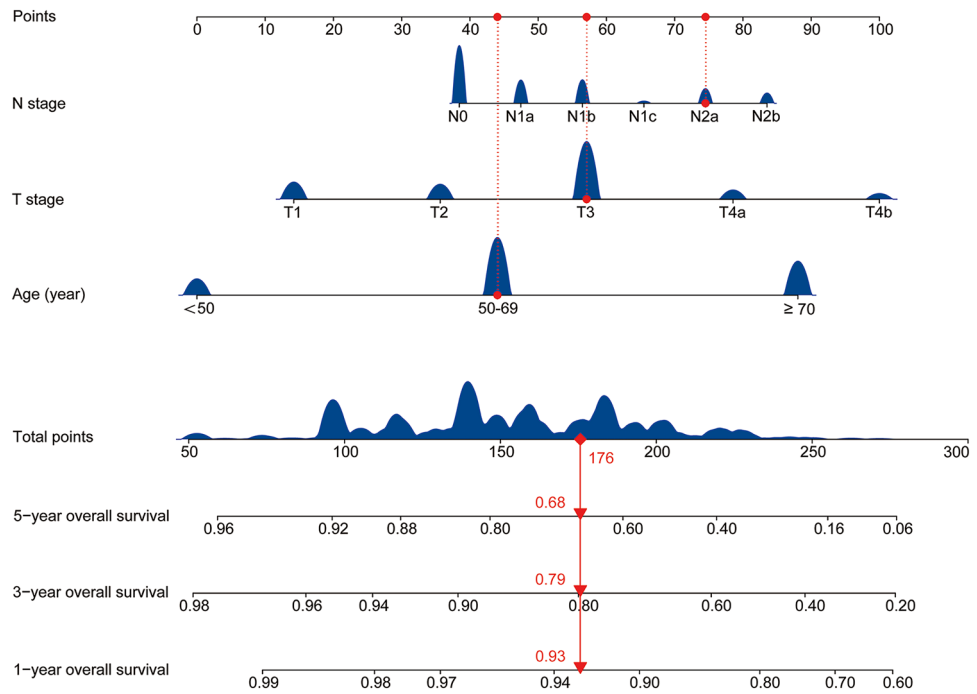 Points
0 10 20 30 40 50 60 70 80 90 100
N stage
N0 N1a N1b N1c N2a N2b
T stage
T1 T2 T3 T4a T4b
Age (year)
<50 50-69 ≥ 70
Total points
50 100 150 200 250 300
176
0.68
5−year overall survival
0.96 0.92 0.88 0.80 0.60 0.40 0.16 0.06
0.79
3−year overall survival
0.98 0.96 0.94 0.90 0.80 0.60 0.40 0.20
0.93
1−year overall survival
0.99 0.98 0.97 0.94 0.90 0.80 0.70 0.60